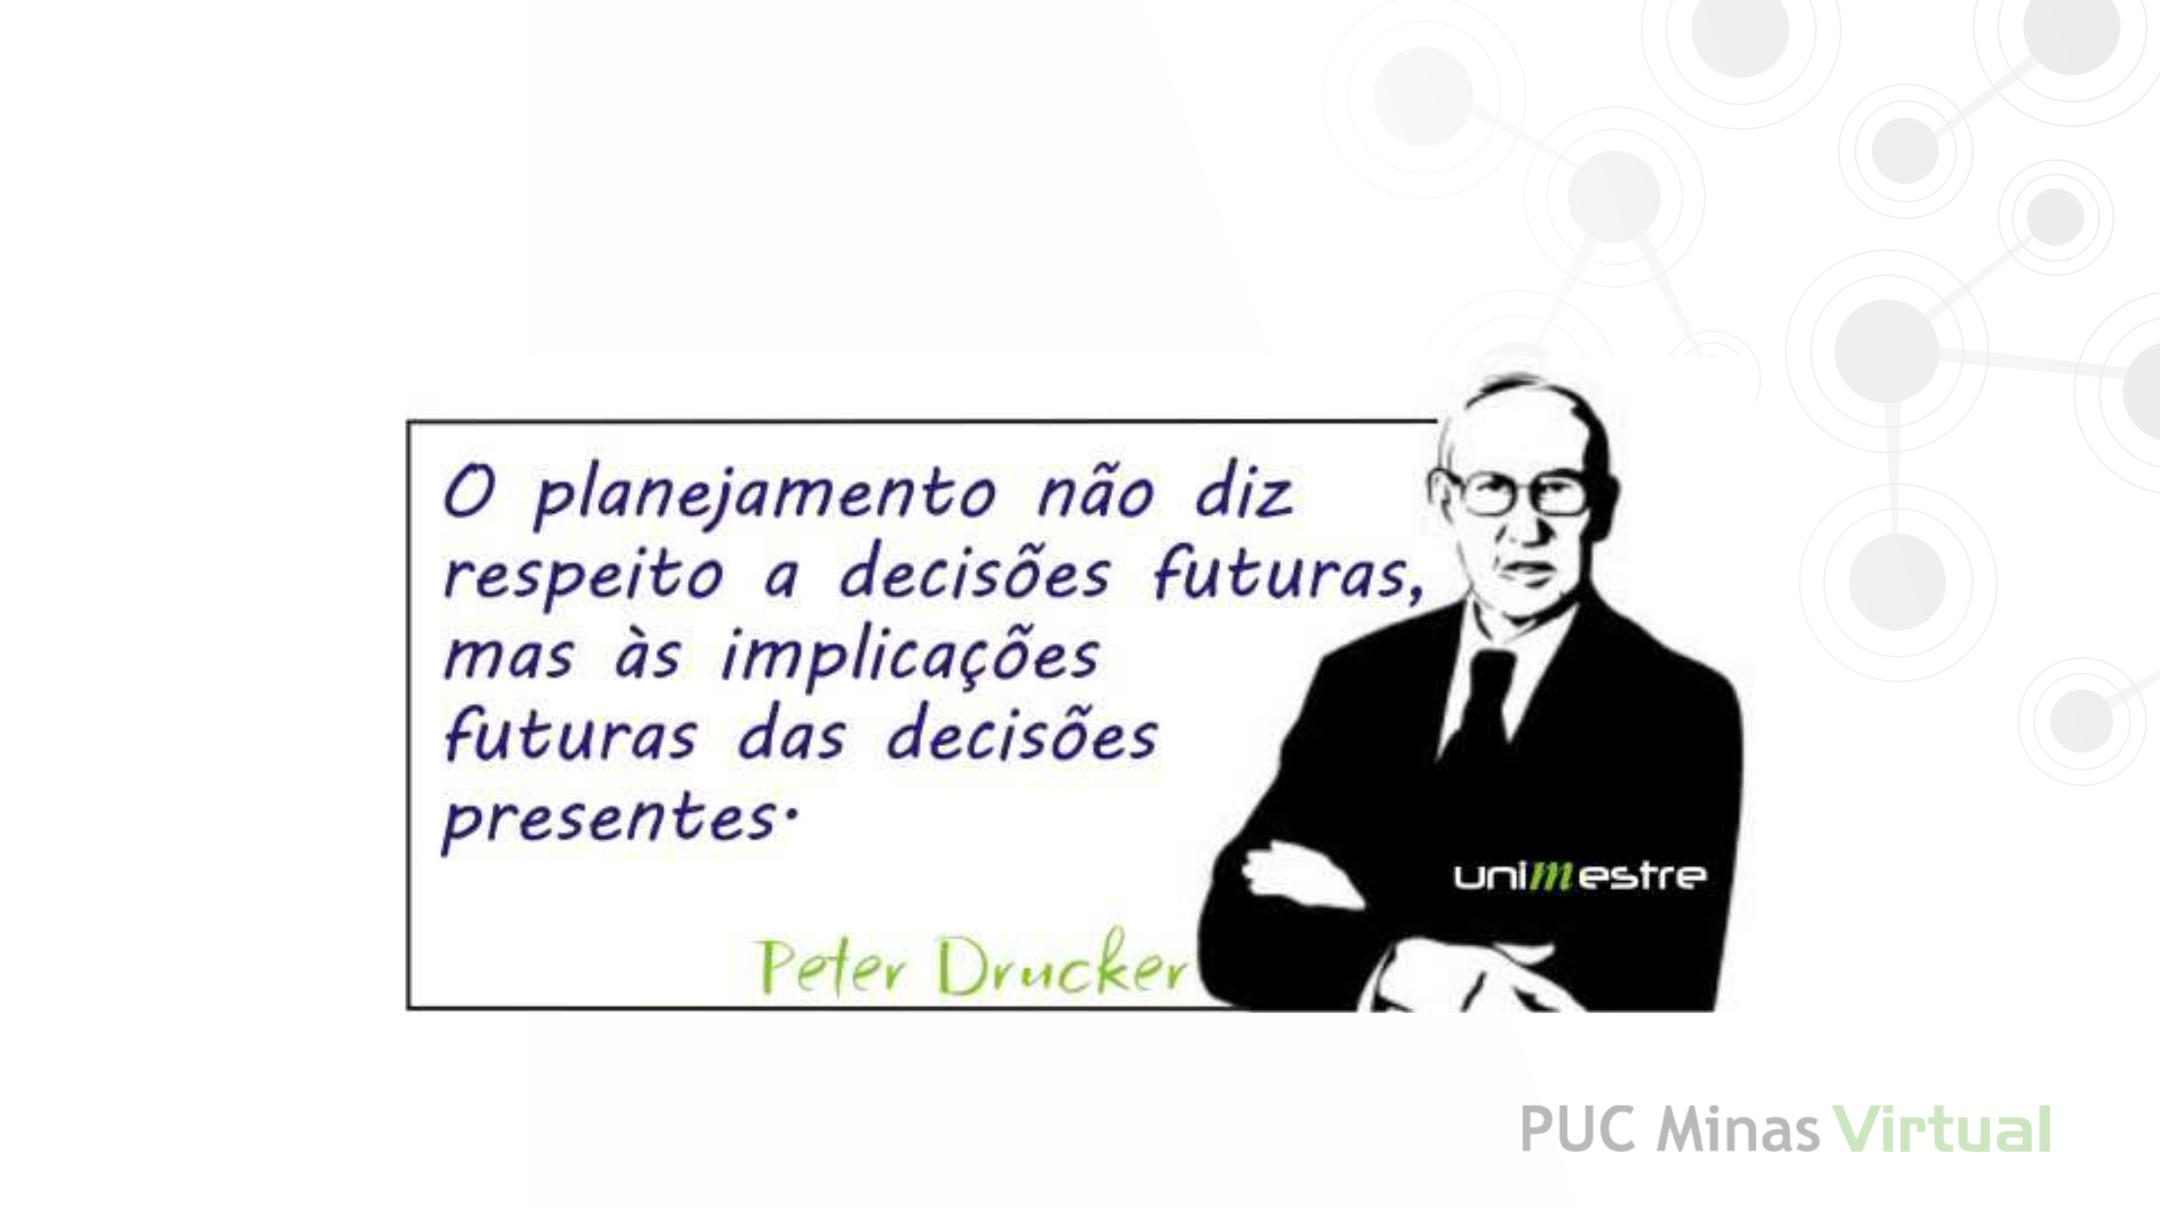 O planejamento não diz
respeito a decisões futuras,
mas às implicações
futuras das decisões
presentes.
unimestre
Peter Drucker
PUC Minas Virtual